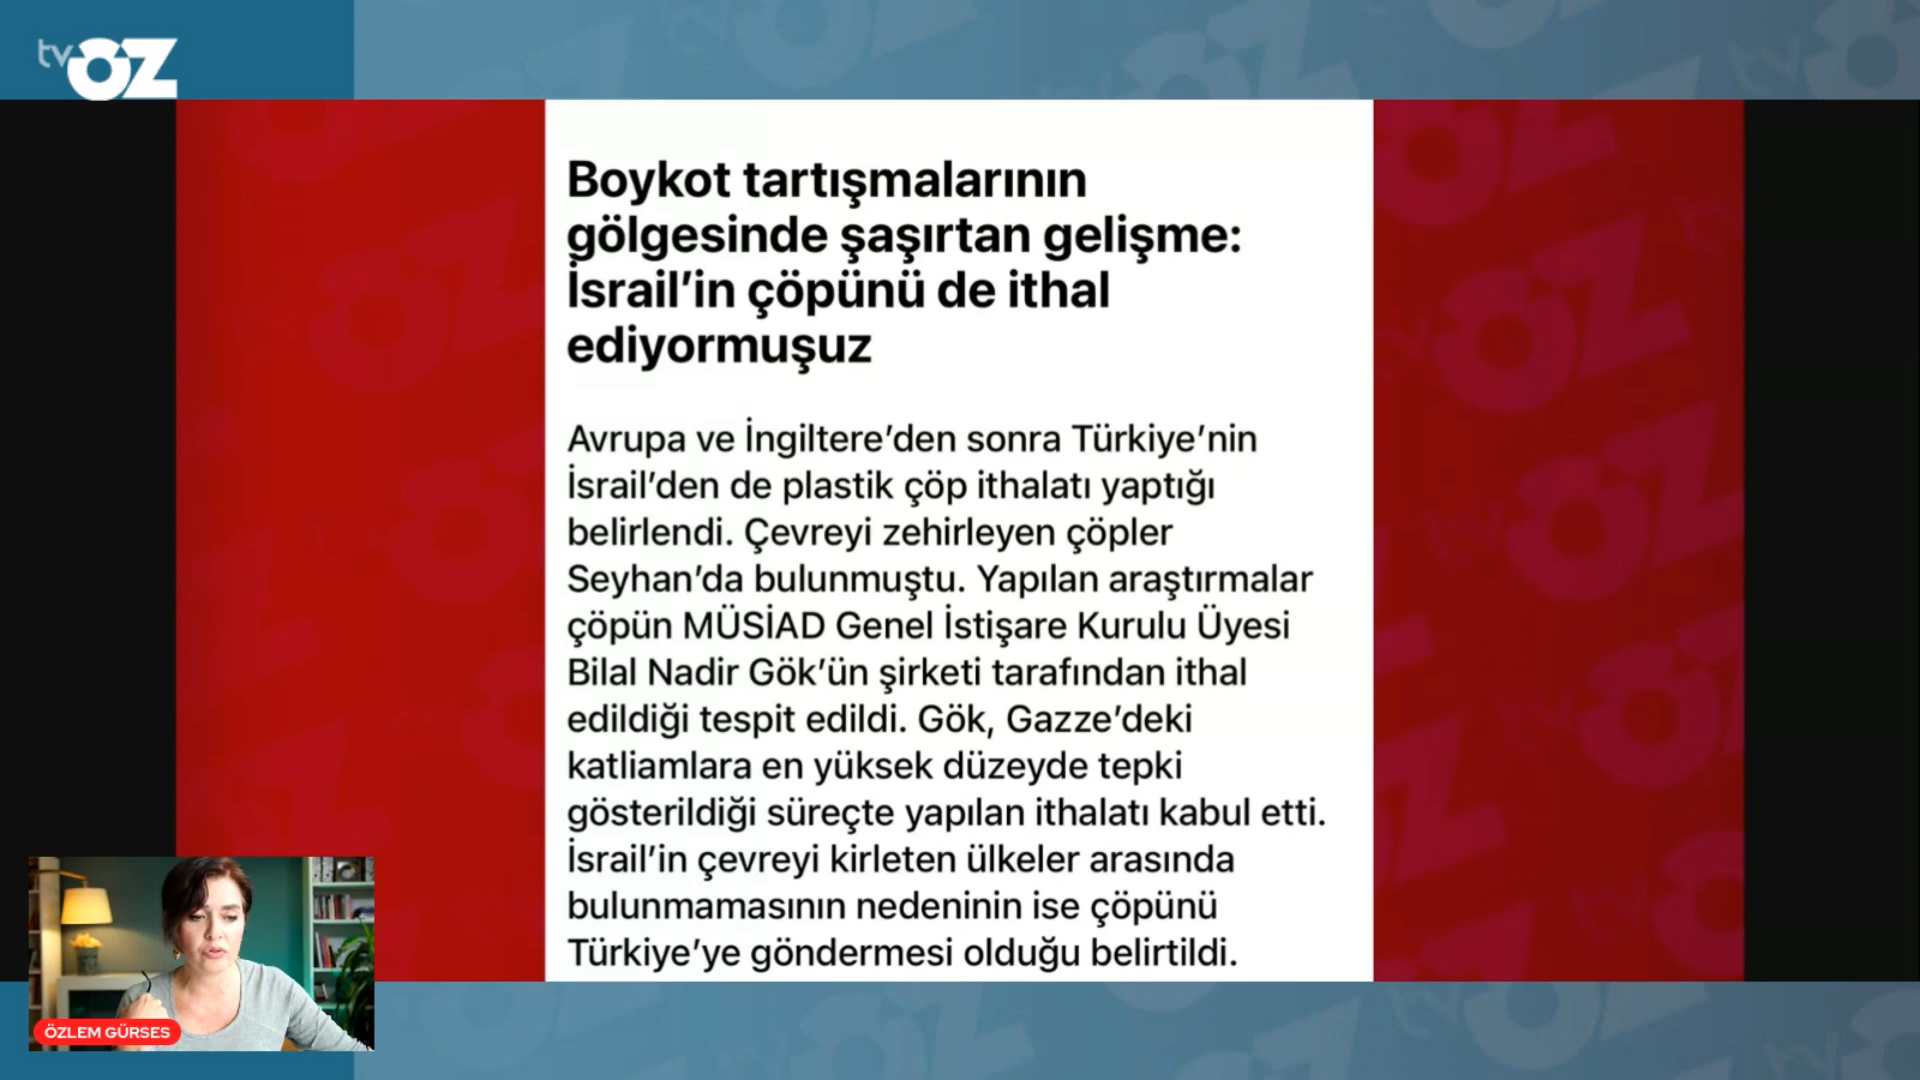 tv ÖZ
Boykot tartışmalarının
gölgesinde şaşırtan gelişme:
İsrail’in çöpünü de ithal
ediyormuşuz
Avrupa ve İngiltere’den sonra Türkiye’nin
İsrail’den de plastik çöp ithalatı yaptığı
belirlendi. Çevreyi zehirleyen çöpler
Seyhan’da bulunmuştu. Yapılan araştırmalar
çöpün MÜSİAD Genel İstişare Kurulu Üyesi
Bilal Nadir Gök’ün şirketi tarafından ithal
edildiği tespit edildi. Gök, Gazze’deki
katliamlara en yüksek düzeyde tepki
gösterildiği süreçte yapılan ithalatı kabul etti.
İsrail’in çevreyi kirleten ülkeler arasında
bulunmamasının nedeninin ise çöpünü
Türkiye’ye göndermesi olduğu belirtildi.
ÖZLEM GÜRSES